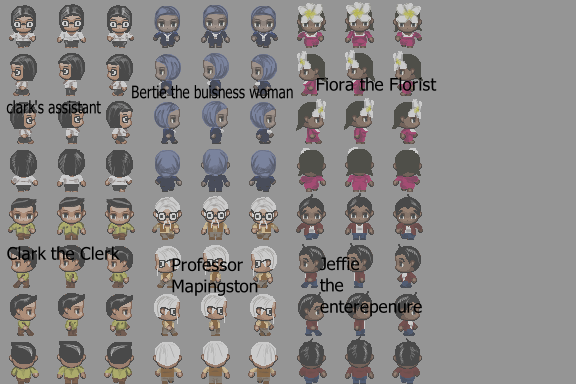 Fiora the Florist
Bertie the buisness woman
clark's assistant
Clark the Clerk
Professor
Mapingston
Jeffie
the
enterepenure